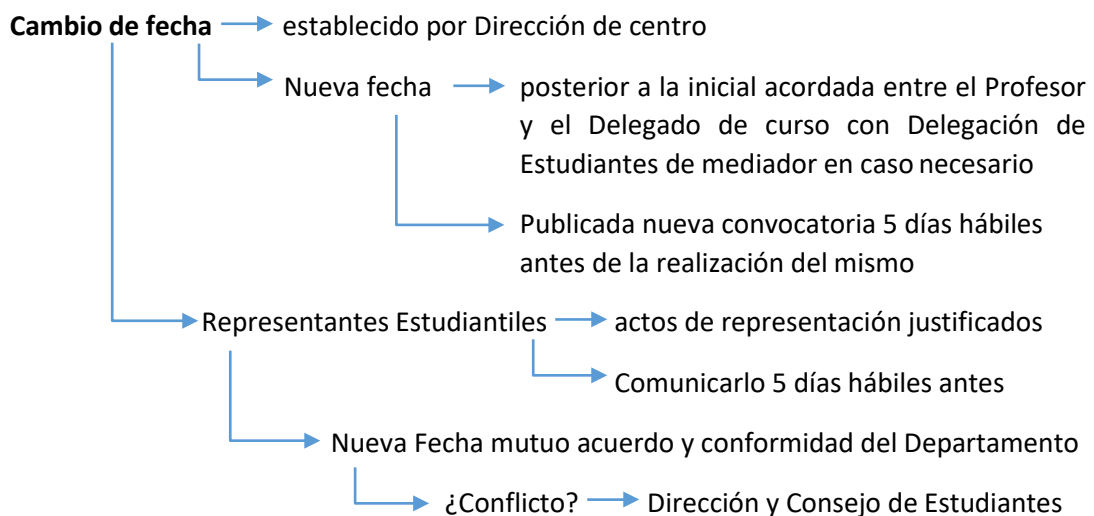 Cambio de fecha establecido por Dirección de centro
Nueva fecha posterior a la inicial acordada entre el Profesor
y el Delegado de curso con Delegación de
Estudiantes de mediador en caso necesario
Publicada nueva convocatoria 5 días hábiles
antes de la realización del mismo
Representantes Estudiantiles actos de representación justificados
Comunicarlo 5 días hábiles antes
Nueva Fecha mutuo acuerdo y conformidad del Departamento
¿Conflicto? Dirección y Consejo de Estudiantes